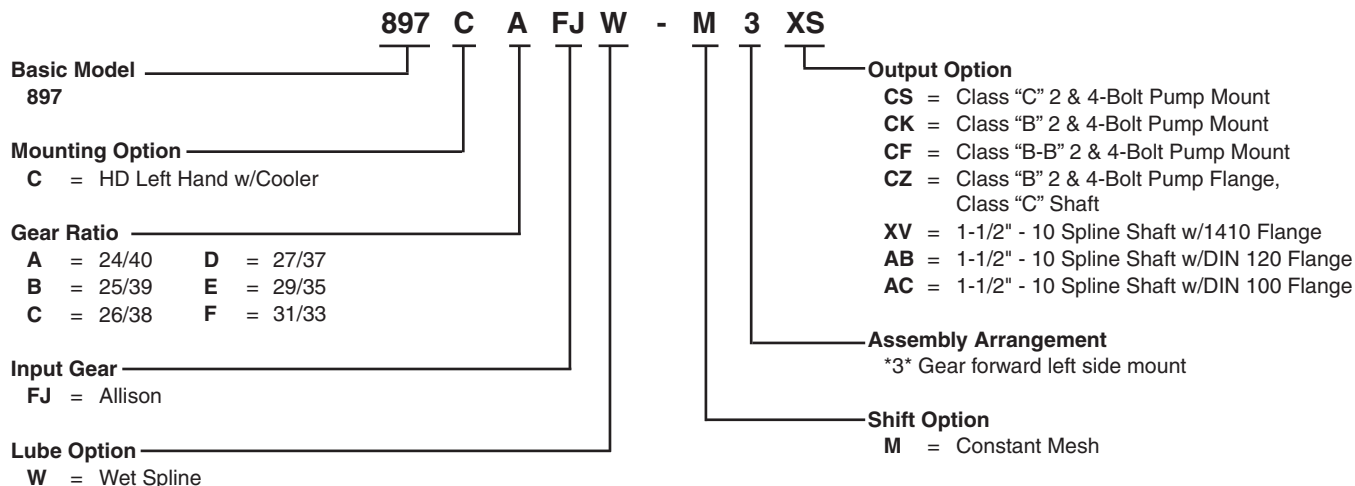 897 C A FJ W - M 3 XS
Basic Model
897
Mounting Option
C = HD Left Hand w/Cooler
Gear Ratio
A = 24/40 D = 27/37
B = 25/39 E = 29/35
C = 26/38 F = 31/33
Input Gear
FJ = Allison
Lube Option
W = Wet Spline
Output Option
CS = Class “C” 2 & 4-Bolt Pump Mount
CK = Class “B” 2 & 4-Bolt Pump Mount
CF = Class “B-B” 2 & 4-Bolt Pump Mount
CZ = Class “B” 2 & 4-Bolt Pump Flange,
Class “C” Shaft
XV = 1-1/2" - 10 Spline Shaft w/1410 Flange
AB = 1-1/2" - 10 Spline Shaft w/DIN 120 Flange
AC = 1-1/2" - 10 Spline Shaft w/DIN 100 Flange
Assembly Arrangement
*3* Gear forward left side mount
Shift Option
M = Constant Mesh